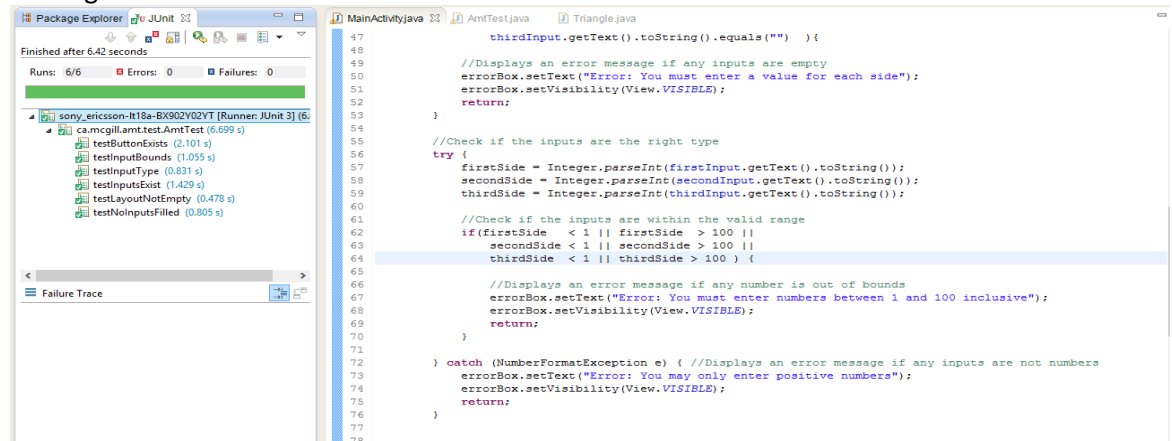 Package Explorer JUnit
Finished after 6.42 seconds
Runs: 6/6 Errors: 0 Failures: 0
sony_ericsson-lt18a-BX902Y02YT [Runner: JUnit 3] (6.
ca.mcgill.amt.test.AmtTest (6.699 s)
testButtonExists (2.101 s)
testInputBounds (1.055 s)
testInputType (0.831 s)
testInputsExist (1.429 s)
testLayoutNotEmpty (0.478 s)
testNoInputsFilled (0.805 s)
Failure Trace
MainActivity.java AmtTest.java Triangle.java
47 thirdInput.getText().toString().equals("") ){
48
49 //Displays an error message if any inputs are empty
50 errorBox.setText("Error: You must enter a value for each side");
51 errorBox.setVisibility(View.VISIBLE);
52 return;
53 }
54
55 //Check if the inputs are the right type
56 try {
57 firstSide = Integer.parseInt(firstInput.getText().toString());
58 secondSide = Integer.parseInt(secondInput.getText().toString());
59 thirdSide = Integer.parseInt(thirdInput.getText().toString());
60
61 //Check if the inputs are within the valid range
62 if(firstSide < 1 || firstSide > 100 ||
63 secondSide < 1 || secondSide > 100 ||
64 thirdSide < 1 || thirdSide > 100 ) {
65
66 //Displays an error message if any number is out of bounds
67 errorBox.setText("Error: You must enter numbers between 1 and 100 inclusive");
68 errorBox.setVisibility(View.VISIBLE);
69 return;
70 }
71
72 } catch (NumberFormatException e) { //Displays an error message if any inputs are not numbers
73 errorBox.setText("Error: You may only enter positive numbers");
74 errorBox.setVisibility(View.VISIBLE);
75 return;
76 }
77